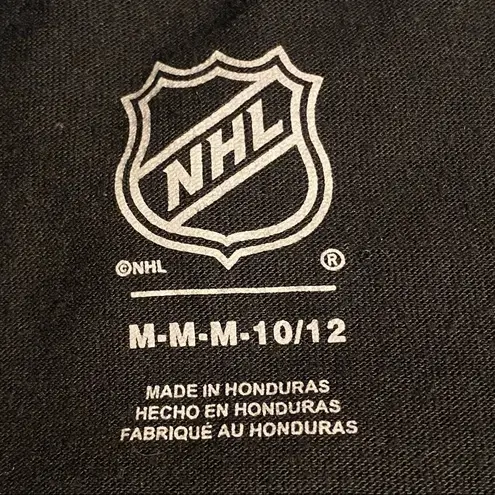 NHL
©NHL ®
M-M-M-10/12
MADE IN HONDURAS
HECHO EN HONDURAS
FABRIQUÉ AU HONDURAS